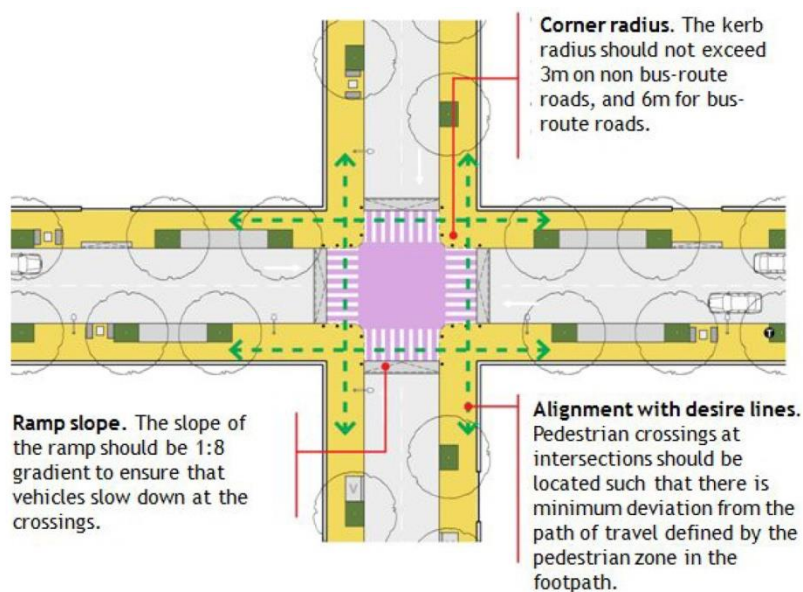 Corner radius. The kerb
radius should not exceed
3m on non bus-route
roads, and 6m for bus-
route roads.
T
Ramp slope. The slope of
the ramp should be 1:8
gradient to ensure that
vehicles slow down at the
crossings.
V
Alignment with desire lines.
Pedestrian crossings at
intersections should be
located such that there is
minimum deviation from the
path of travel defined by the
pedestrian zone in the
footpath.